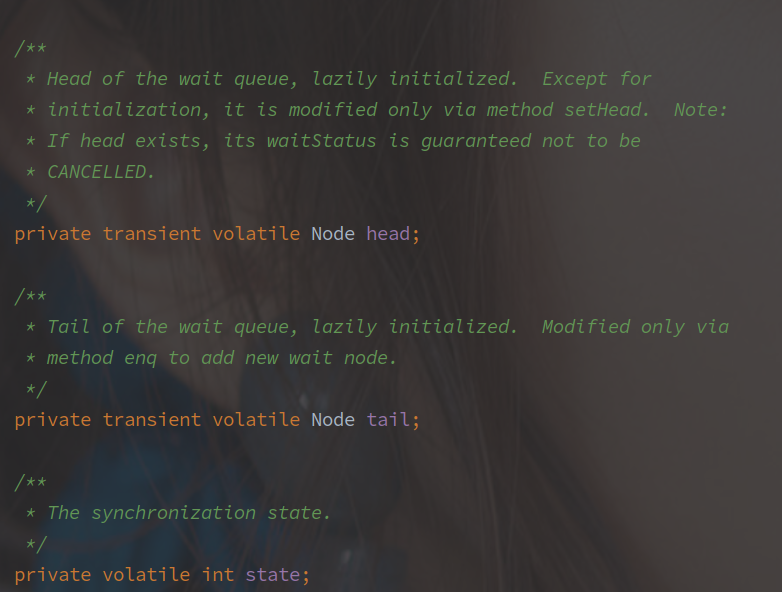 /**
 * Head of the wait queue, lazily initialized.  Except for
 * initialization, it is modified only via method setHead.  Note:
 * If head exists, its waitStatus is guaranteed not to be
 * CANCELLED.
 */
private transient volatile Node head;

/**
 * Tail of the wait queue, lazily initialized.  Modified only via
 * method enq to add new wait node.
 */
private transient volatile Node tail;

/**
 * The synchronization state.
 */
private volatile int state;